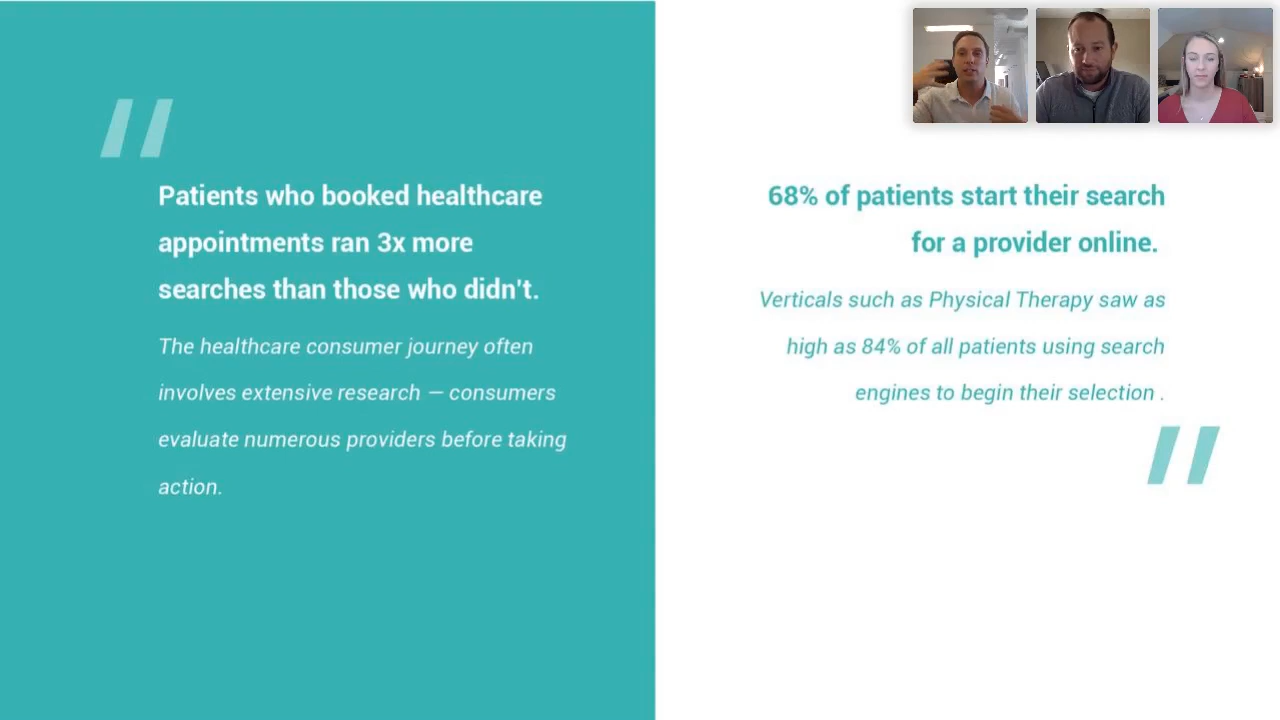 Patients who booked healthcare
appointments ran 3x more
searches than those who didn't.
The healthcare consumer journey often
involves extensive research — consumers
evaluate numerous providers before taking
action.
68% of patients start their search
for a provider online.
Verticals such as Physical Therapy saw as
high as 84% of all patients using search
engines to begin their selection .